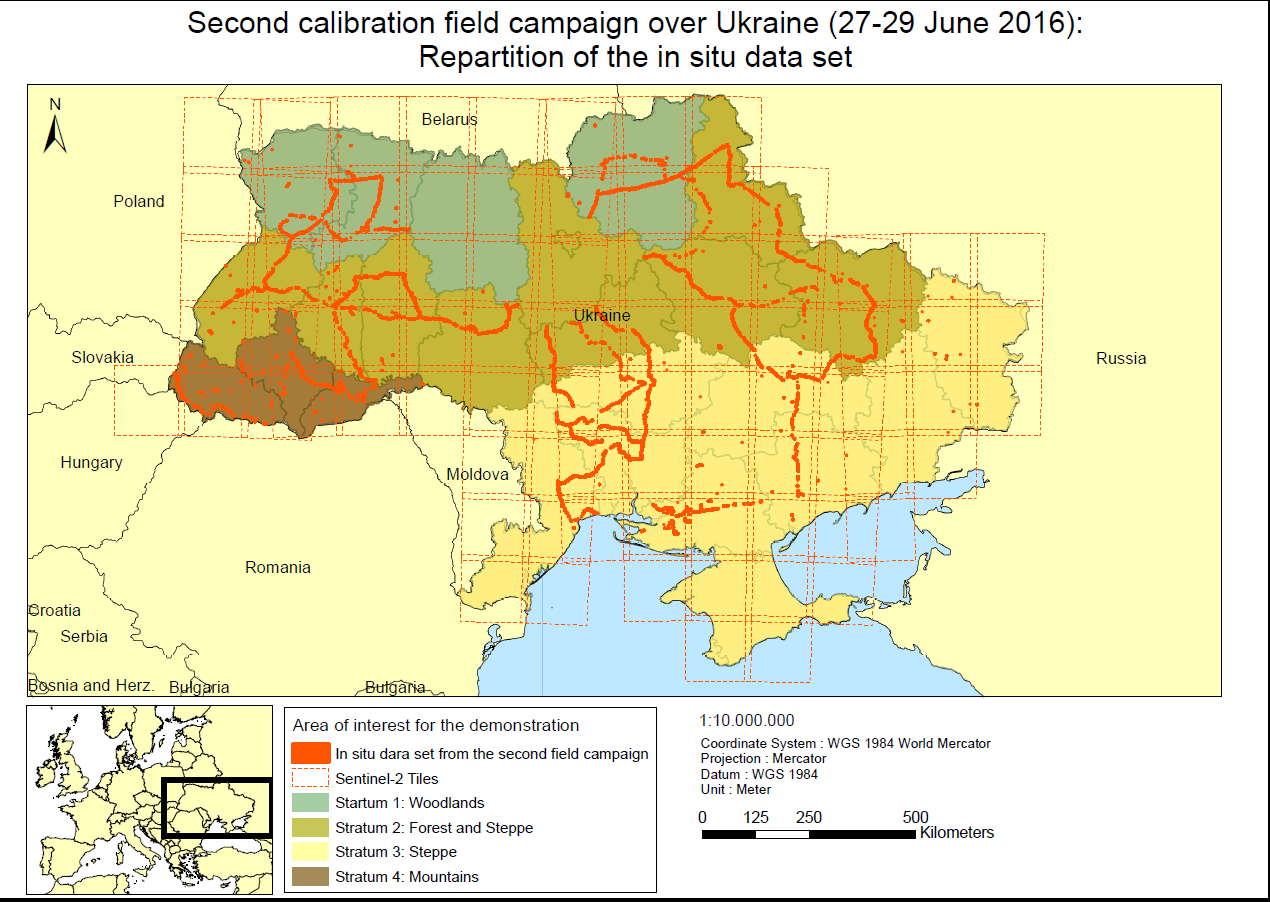 Second calibration field campaign over Ukraine (27-29 June 2016):
Repartition of the in situ data set
N
Belarus
Poland
Ukraine
Slovakia
Russia
Hungary
Moldova
Romania
Croatia
Serbia
Bosnia and Herz.
Bulgaria
Bulgaria
Area of interest for the demonstration
In situ dara set from the second field campaign
Sentinel-2 Tiles
Startum 1: Woodlands
Stratum 2: Forest and Steppe
Stratum 3: Steppe
Stratum 4: Mountains
1:10.000.000
Coordinate System : WGS 1984 World Mercator
Projection : Mercator
Datum : WGS 1984
Unit : Meter
0 125 250 500
Kilometers